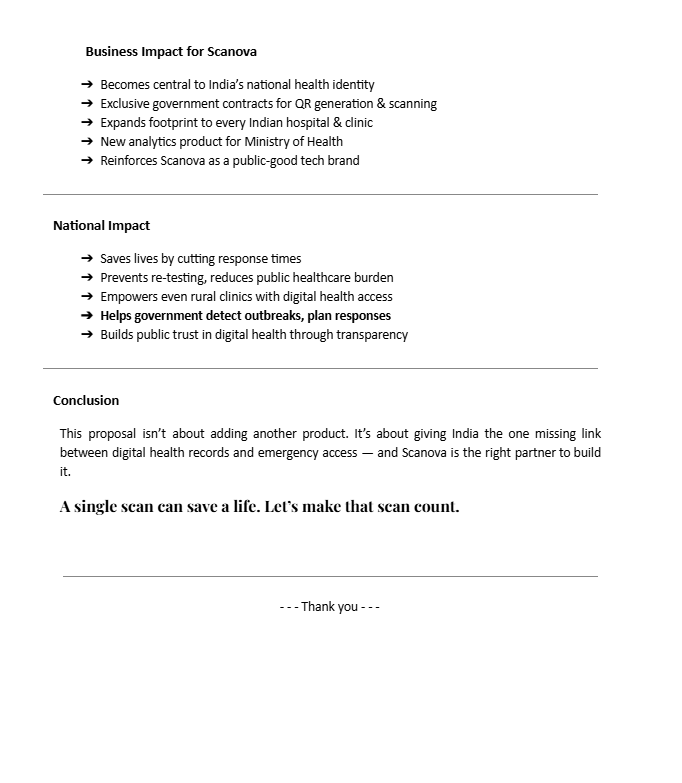 Business Impact for Scanova
➔ Becomes central to India’s national health identity
➔ Exclusive government contracts for QR generation & scanning
➔ Expands footprint to every Indian hospital & clinic
➔ New analytics product for Ministry of Health
➔ Reinforces Scanova as a public-good tech brand
National Impact
➔ Saves lives by cutting response times
➔ Prevents re-testing, reduces public healthcare burden
➔ Empowers even rural clinics with digital health access
➔ Helps government detect outbreaks, plan responses
➔ Builds public trust in digital health through transparency
Conclusion
This proposal isn’t about adding another product. It’s about giving India the one missing link
between digital health records and emergency access — and Scanova is the right partner to build
it.
A single scan can save a life. Let’s make that scan count.
- - - Thank you - - -